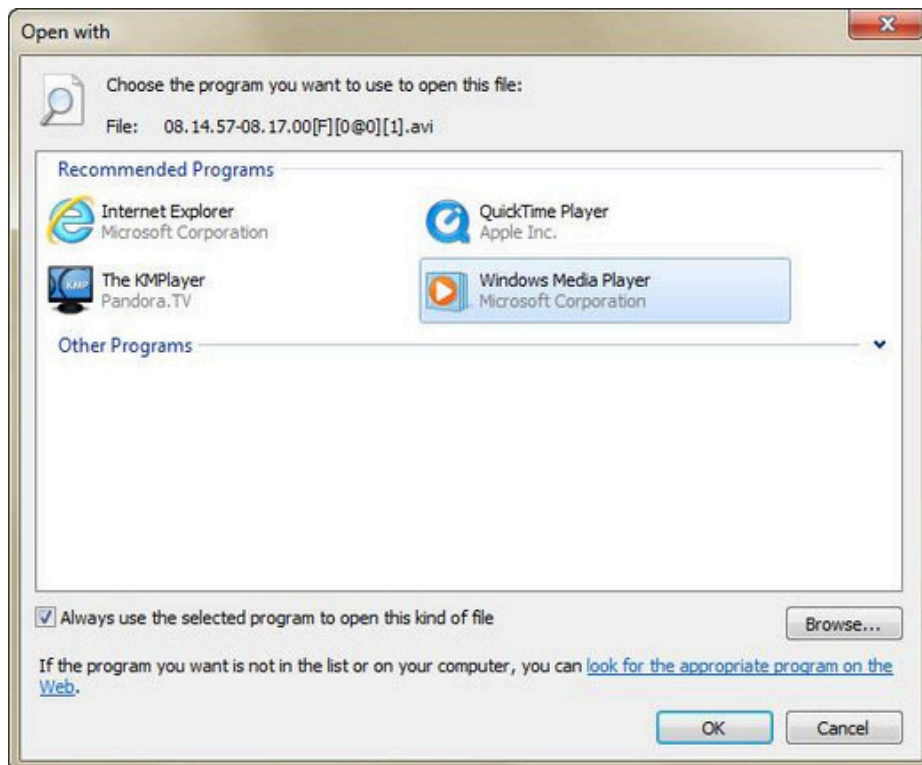 Open with
Choose the program you want to use to open this file:
File: 08.14.57-08.17.00[F][0@0][1].avi
Recommended Programs
Internet Explorer
Microsoft Corporation
QuickTime Player
Apple Inc.
KMP
The KMPlayer
Pandora.TV
Windows Media Player
Microsoft Corporation
Other Programs
Always use the selected program to open this kind of file
Browse...
If the program you want is not in the list or on your computer, you can look for the appropriate program on the
Web.
OK
Cancel